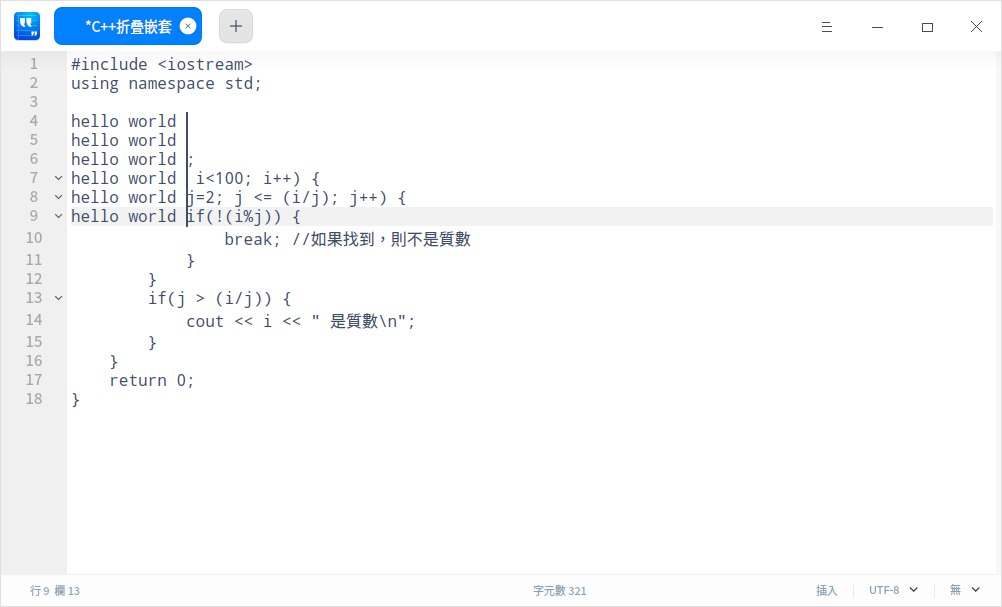 *C++折疊嵌套
1 #include <iostream>
2 using namespace std;
3
4 hello world
5 hello world
6 hello world ;
7 hello world  i<100; i++) {
8 hello world j=2; j <= (i/j); j++) {
9 hello world if(!(i%j)) {
10                 break; //如果找到，則不是質數
11             }
12         }
13         if(j > (i/j)) {
14             cout << i << " 是質數\n";
15         }
16     }
17     return 0;
18 }
行 9 欄 13 字元數 321 插入 UTF-8 無